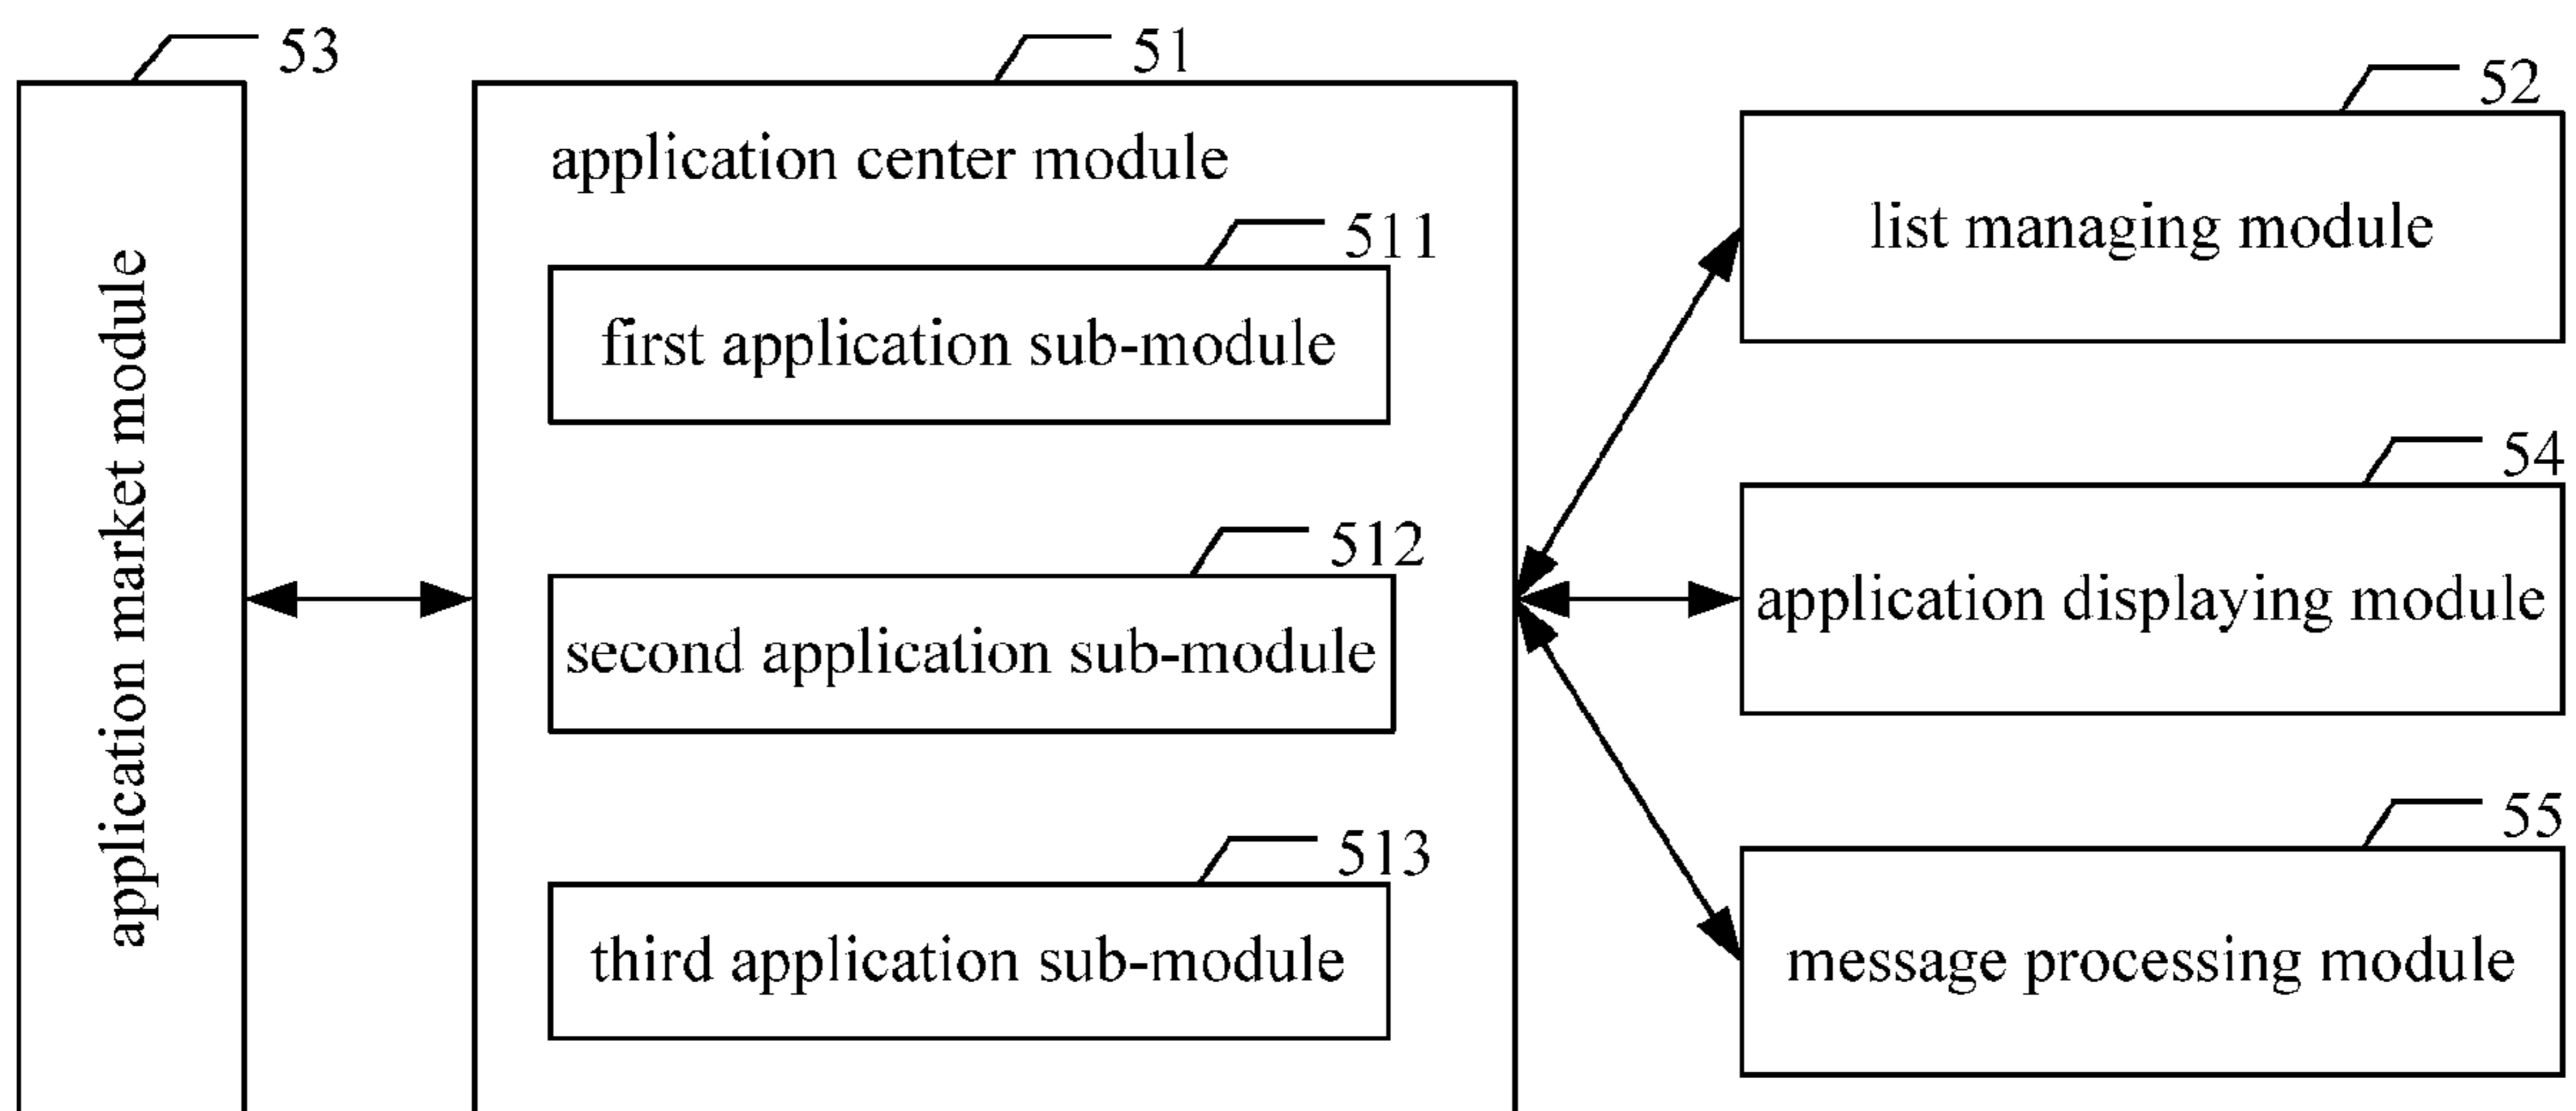 53
application market module
51
application center module
511
first application sub-module
512
second application sub-module
513
third application sub-module
52
list managing module
54
application displaying module
55
message processing module